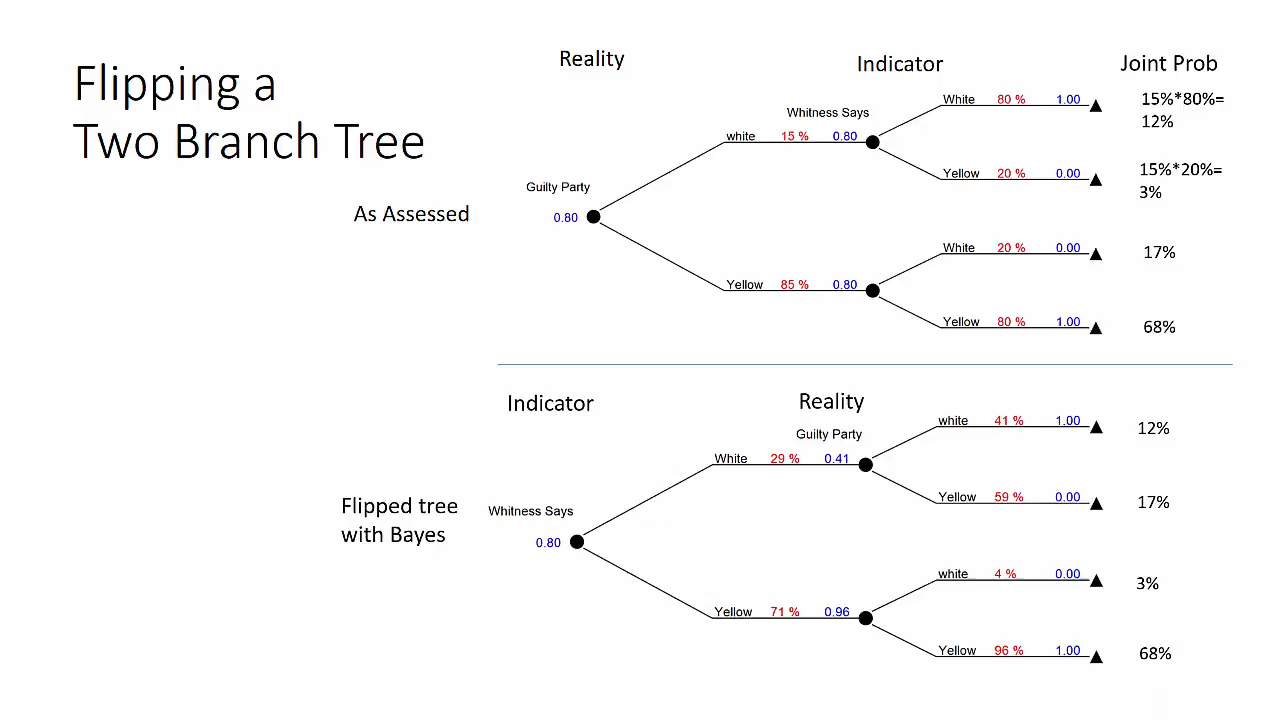 Flipping a
Two Branch Tree
Reality
Indicator
Joint Prob
White 80 % 1.00
15%*80%=
12%
Whitness Says
white 15 % 0.80
Yellow 20 % 0.00
15%*20%=
3%
Guilty Party
0.80
As Assessed
White 20 % 0.00
17%
Yellow 85 % 0.80
Yellow 80 % 1.00
68%
Indicator
Reality
Guilty Party
white 41 % 1.00
12%
White 29 % 0.41
Yellow 59 % 0.00
17%
Flipped tree
with Bayes
Whitness Says
0.80
white 4 % 0.00
3%
Yellow 71 % 0.96
Yellow 96 % 1.00
68%